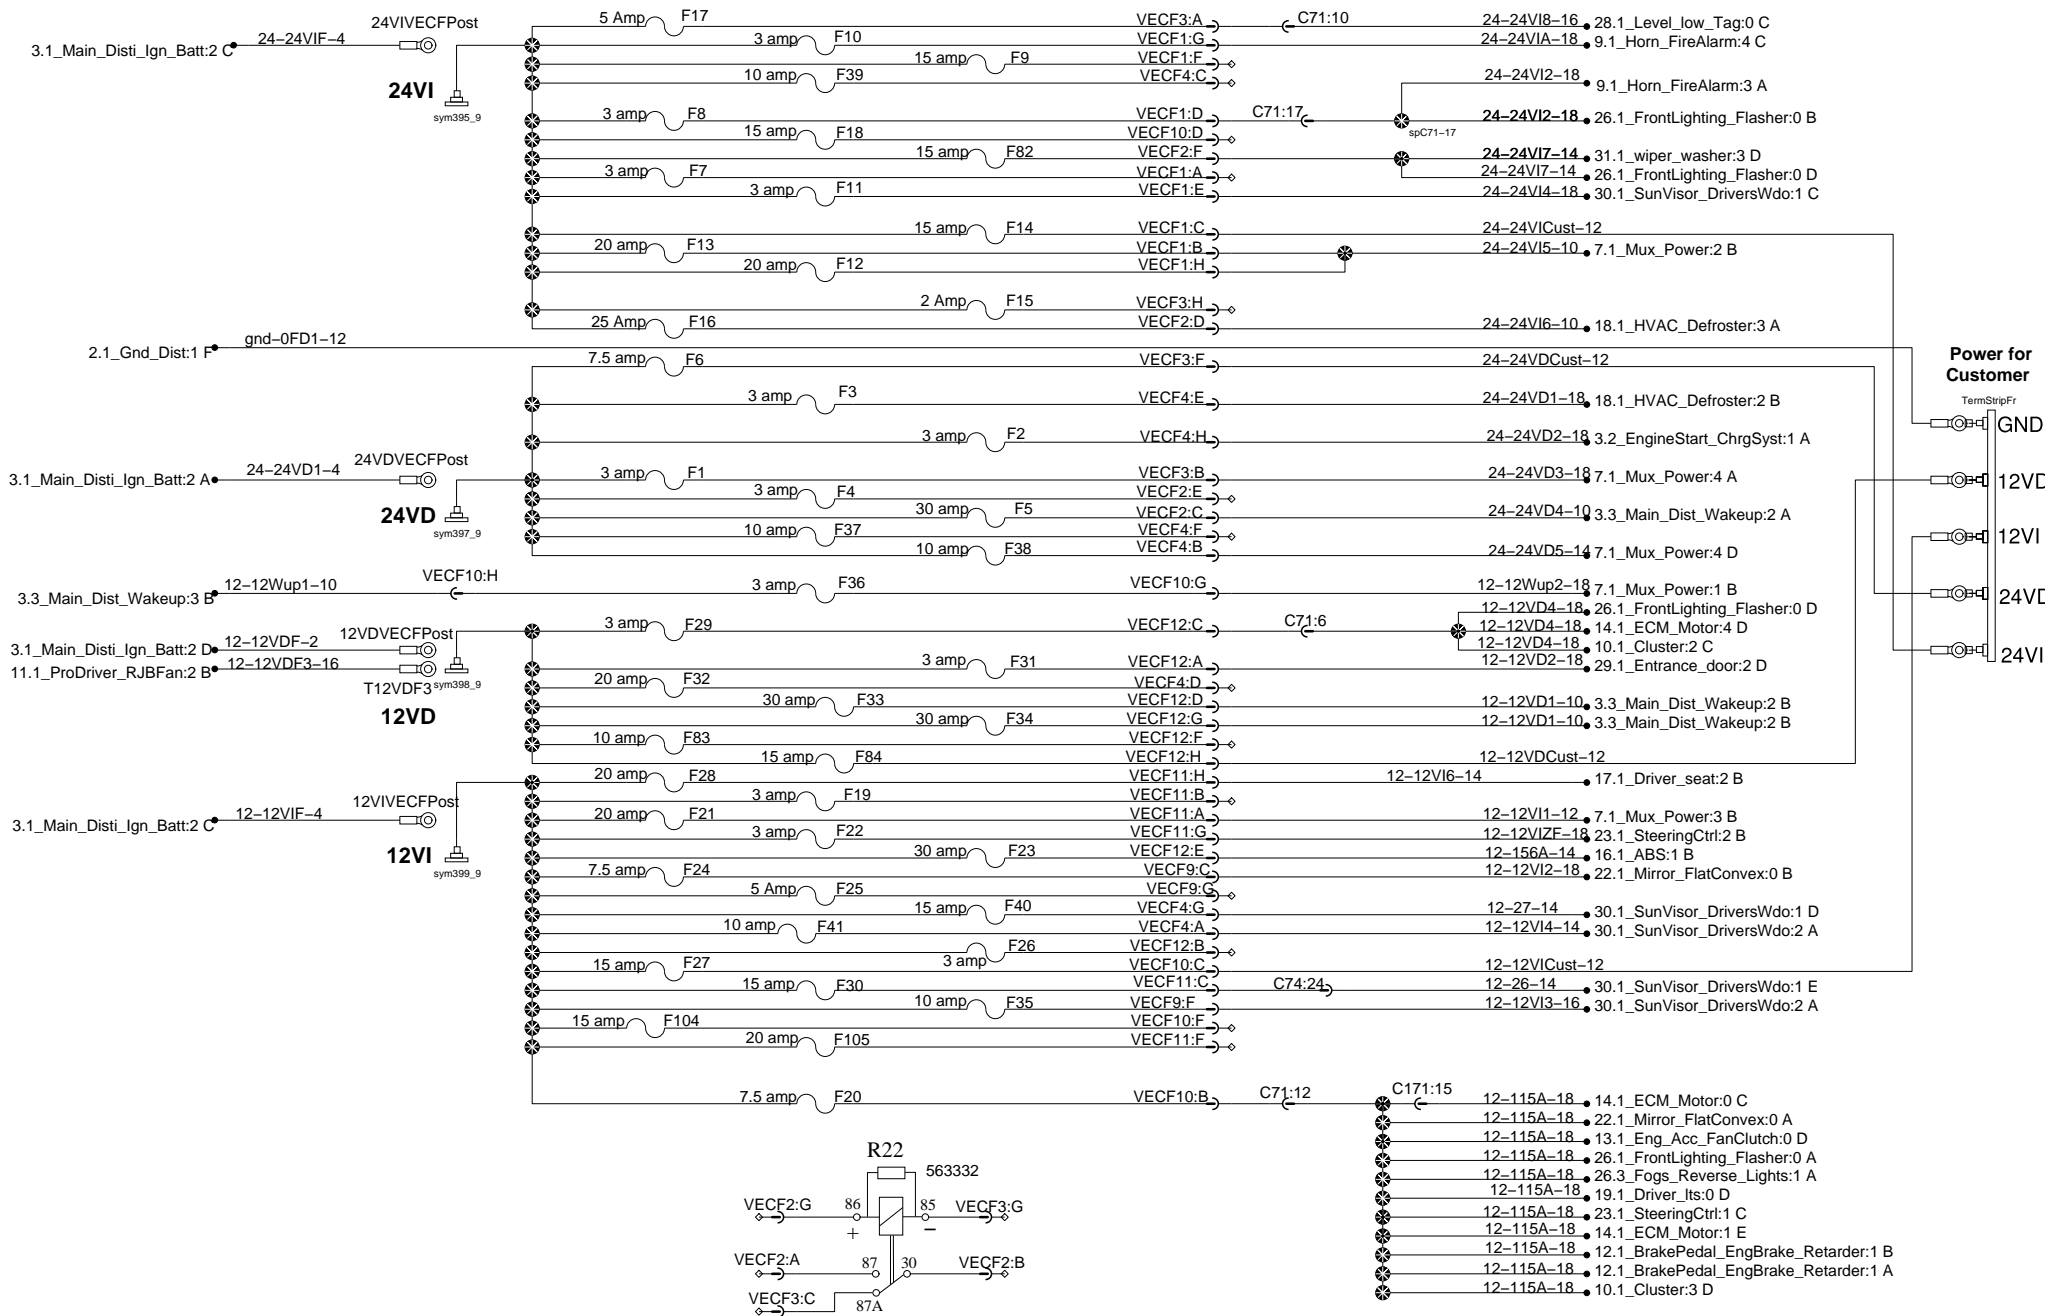 24VIVECFPost
3.1_Main_Disti_Ign_Batt:2 C 24-24VIF-4
24VI
sym395_9
5 Amp F17 VECF3:A C71:10 24-24VI8-16 28.1_Level_low_Tag:0 C
3 amp F10 VECF1:G 24-24VIA-18 9.1_Horn_FireAlarm:4 C
15 amp F9 VECF1:F
10 amp F39 VECF4:C 24-24VI2-18 9.1_Horn_FireAlarm:3 A
3 amp F8 VECF1:D C71:17 spC71-17 24-24VI2-18 26.1_FrontLighting_Flasher:0 B
15 amp F18 VECF10:D
15 amp F82 VECF2:F 24-24VI7-14 31.1_wiper_washer:3 D
3 amp F7 VECF1:A 24-24VI7-14 26.1_FrontLighting_Flasher:0 D
3 amp F11 VECF1:E 24-24VI4-18 30.1_SunVisor_DriversWdo:1 C
15 amp F14 VECF1:C 24-24VICust-12
20 amp F13 VECF1:B 24-24VI5-10 7.1_Mux_Power:2 B
20 amp F12 VECF1:H
2 Amp F15 VECF3:H
25 Amp F16 VECF2:D 24-24VI6-10 18.1_HVAC_Defroster:3 A
2.1_Gnd_Dist:1 F gnd-0FD1-12
7.5 amp F6 VECF3:F 24-24VDCust-12
3 amp F3 VECF4:E 24-24VD1-18 18.1_HVAC_Defroster:2 B
3 amp F2 VECF4:H 24-24VD2-18 3.2_EngineStart_ChrgSyst:1 A
24VDVECFPost
3.1_Main_Disti_Ign_Batt:2 A 24-24VD1-4
24VD
sym397_9
3 amp F1 VECF3:B 24-24VD3-18 7.1_Mux_Power:4 A
3 amp F4 VECF2:E
30 amp F5 VECF2:C 24-24VD4-10 3.3_Main_Dist_Wakeup:2 A
10 amp F37 VECF4:F
10 amp F38 VECF4:B 24-24VD5-14 7.1_Mux_Power:4 D
Power for
Customer
TermStripFr
GND
12VD
12VI
24VD
24VI
3.3_Main_Dist_Wakeup:3 B 12-12Wup1-10 VECF10:H 3 amp F36 VECF10:G 12-12Wup2-18 7.1_Mux_Power:1 B
12-12VD4-18 26.1_FrontLighting_Flasher:0 D
3 amp F29 VECF12:C C71:6 12-12VD4-18 14.1_ECM_Motor:4 D
12-12VD4-18 10.1_Cluster:2 C
12VDVECFPost
3.1_Main_Disti_Ign_Batt:2 D 12-12VDF-2
11.1_ProDriver_RJBFan:2 B 12-12VDF3-16
T12VDF3
sym398_9
12VD
3 amp F31 VECF12:A 12-12VD2-18 29.1_Entrance_door:2 D
20 amp F32 VECF4:D
30 amp F33 VECF12:D 12-12VD1-10 3.3_Main_Dist_Wakeup:2 B
30 amp F34 VECF12:G 12-12VD1-10 3.3_Main_Dist_Wakeup:2 B
10 amp F83 VECF12:F
15 amp F84 VECF12:H 12-12VDCust-12
20 amp F28 VECF11:H 12-12VI6-14 17.1_Driver_seat:2 B
12VIVECFPost
3.1_Main_Disti_Ign_Batt:2 C 12-12VIF-4
12VI
sym399_9
3 amp F19 VECF11:B
20 amp F21 VECF11:A 12-12VI1-12 7.1_Mux_Power:3 B
3 amp F22 VECF11:G 12-12VIZF-18 23.1_SteeringCtrl:2 B
30 amp F23 VECF12:E 12-156A-14 16.1_ABS:1 B
7.5 amp F24 VECF9:C 12-12VI2-18 22.1_Mirror_FlatConvex:0 B
5 Amp F25 VECF9:G
15 amp F40 VECF4:G 12-27-14 30.1_SunVisor_DriversWdo:1 D
10 amp F41 VECF4:A 12-12VI4-14 30.1_SunVisor_DriversWdo:2 A
3 amp F26 VECF12:B
15 amp F27 VECF10:C 12-12VICust-12
15 amp F30 VECF11:C C74:24 12-26-14 30.1_SunVisor_DriversWdo:1 E
10 amp F35 VECF9:F 12-12VI3-16 30.1_SunVisor_DriversWdo:2 A
15 amp F104 VECF10:F
20 amp F105 VECF11:F
7.5 amp F20 VECF10:B C71:12 C171:15 12-115A-18 14.1_ECM_Motor:0 C
12-115A-18 22.1_Mirror_FlatConvex:0 A
12-115A-18 13.1_Eng_Acc_FanClutch:0 D
12-115A-18 26.1_FrontLighting_Flasher:0 A
12-115A-18 26.3_Fogs_Reverse_Lights:1 A
12-115A-18 19.1_Driver_lts:0 D
12-115A-18 23.1_SteeringCtrl:1 C
12-115A-18 14.1_ECM_Motor:1 E
12-115A-18 12.1_BrakePedal_EngBrake_Retarder:1 B
12-115A-18 12.1_BrakePedal_EngBrake_Retarder:1 A
12-115A-18 10.1_Cluster:3 D
R22
563332
VECF2:G 86 85 VECF3:G
+ −
VECF2:A 87 30 VECF2:B
VECF3:C 87A